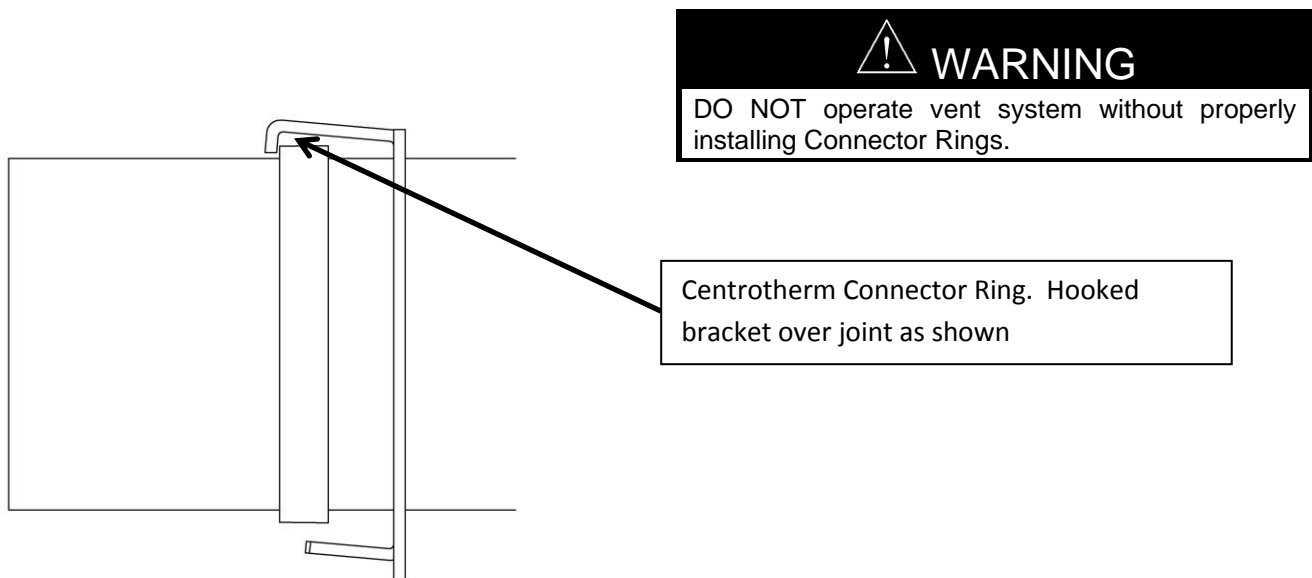 WARNING
DO NOT operate vent system without properly
installing Connector Rings.
Centrotherm Connector Ring. Hooked
bracket over joint as shown